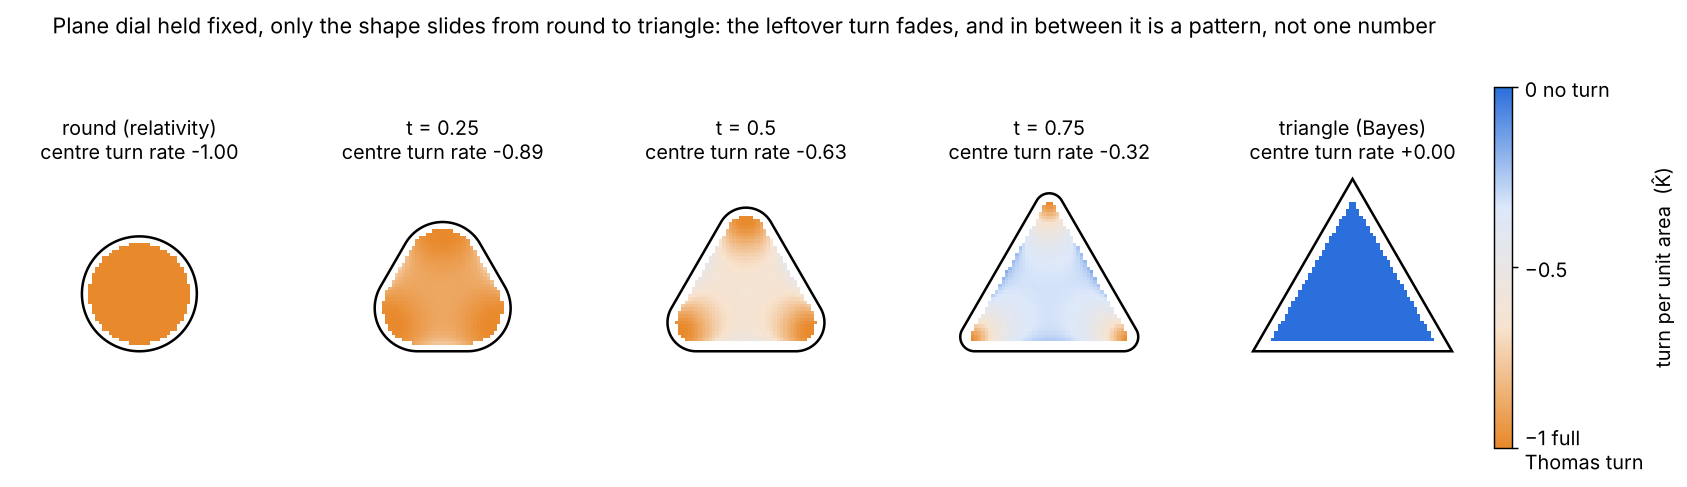 Plane dial held fixed, only the shape slides from round to triangle: the leftover turn fades, and in between it is a pattern, not one number
round (relativity)
centre turn rate -1.00
t = 0.25
centre turn rate -0.89
t = 0.5
centre turn rate -0.63
t = 0.75
centre turn rate -0.32
triangle (Bayes)
centre turn rate +0.00
0 no turn
−0.5
−1 full
Thomas turn
turn per unit area (K̂)